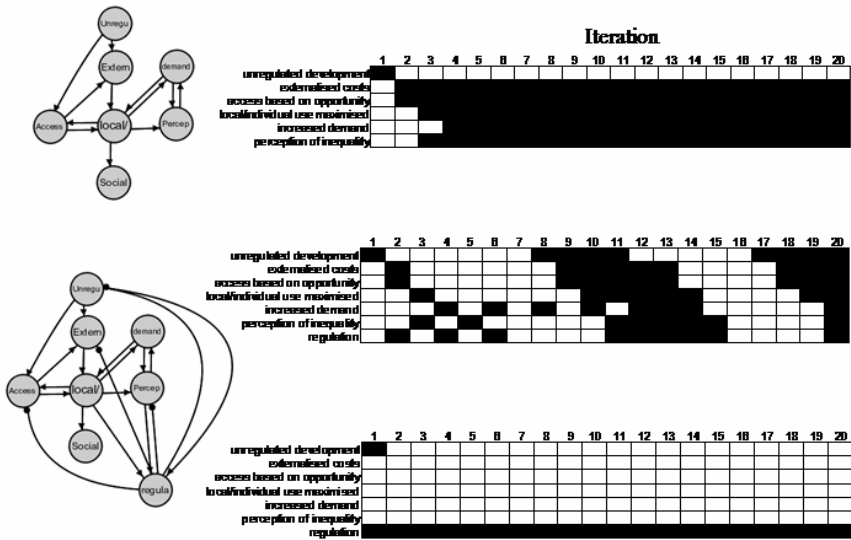 Iteration
Unregu
Extern
demand
Access
local/
Percep
Social
1 2 3 4 5 6 7 8 9 10 11 12 13 14 15 16 17 18 19 20
unregulated development
externalised costs
access based on opportunity
local/individual use maximised
increased demand
perception of inequality
Unregu
Extern
demand
Access
local/
Percep
Social
regula
1 2 3 4 5 6 7 8 9 10 11 12 13 14 15 16 17 18 19 20
unregulated development
externalised costs
access based on opportunity
local/individual use maximised
increased demand
perception of inequality
regulation
1 2 3 4 5 6 7 8 9 10 11 12 13 14 15 16 17 18 19 20
unregulated development
externalised costs
access based on opportunity
local/individual use maximised
increased demand
perception of inequality
regulation